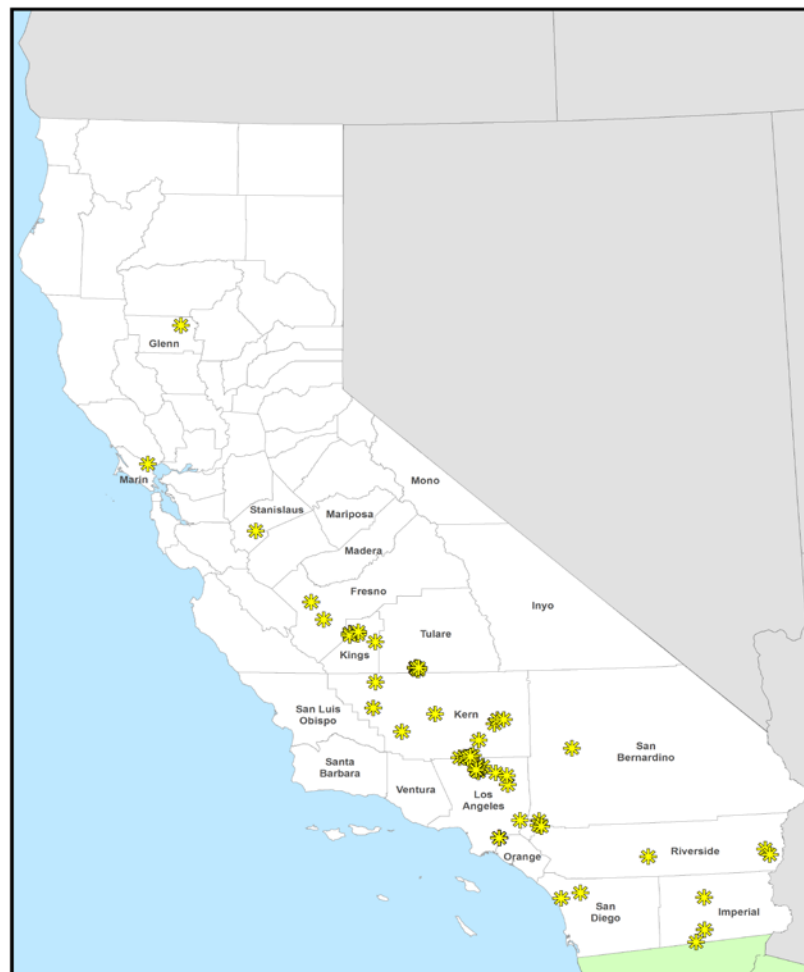 Glenn
Marin
Mono
Stanislaus
Mariposa
Madera
Fresno
Inyo
Tulare
Kings
San Luis
Obispo
Kern
San
Bernardino
Santa
Barbara
Ventura
Los
Angeles
Orange
Riverside
San
Diego
Imperial